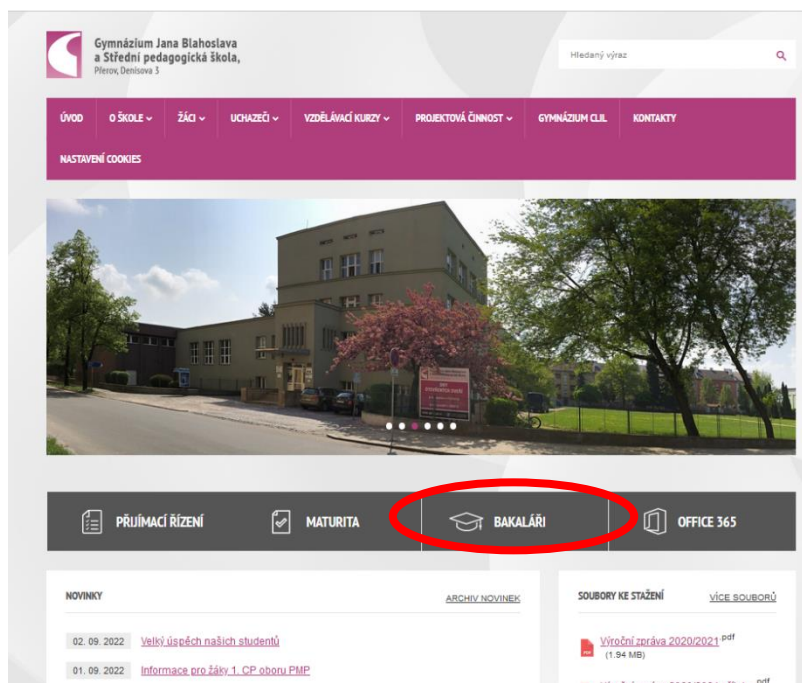 Gymnázium Jana Blahoslava
a Střední pedagogická škola,
Přerov, Denisova 3
Hledaný výraz
ÚVOD O ŠKOLE ŽÁCI UCHAZEČI VZDĚLÁVACÍ KURZY PROJEKTOVÁ ČINNOST GYMNÁZIUM CLIL KONTAKTY
NASTAVENÍ COOKIES
PŘIJÍMACÍ ŘÍZENÍ MATURITA BAKALÁŘI OFFICE 365
NOVINKY ARCHIV NOVINEK
02. 09. 2022 Velký úspěch našich studentů
01. 09. 2022 Informace pro žáky 1. CP oboru PMP
SOUBORY KE STAŽENÍ VÍCE SOUBORŮ
Výroční zpráva 2020/2021 pdf
(1.94 MB)